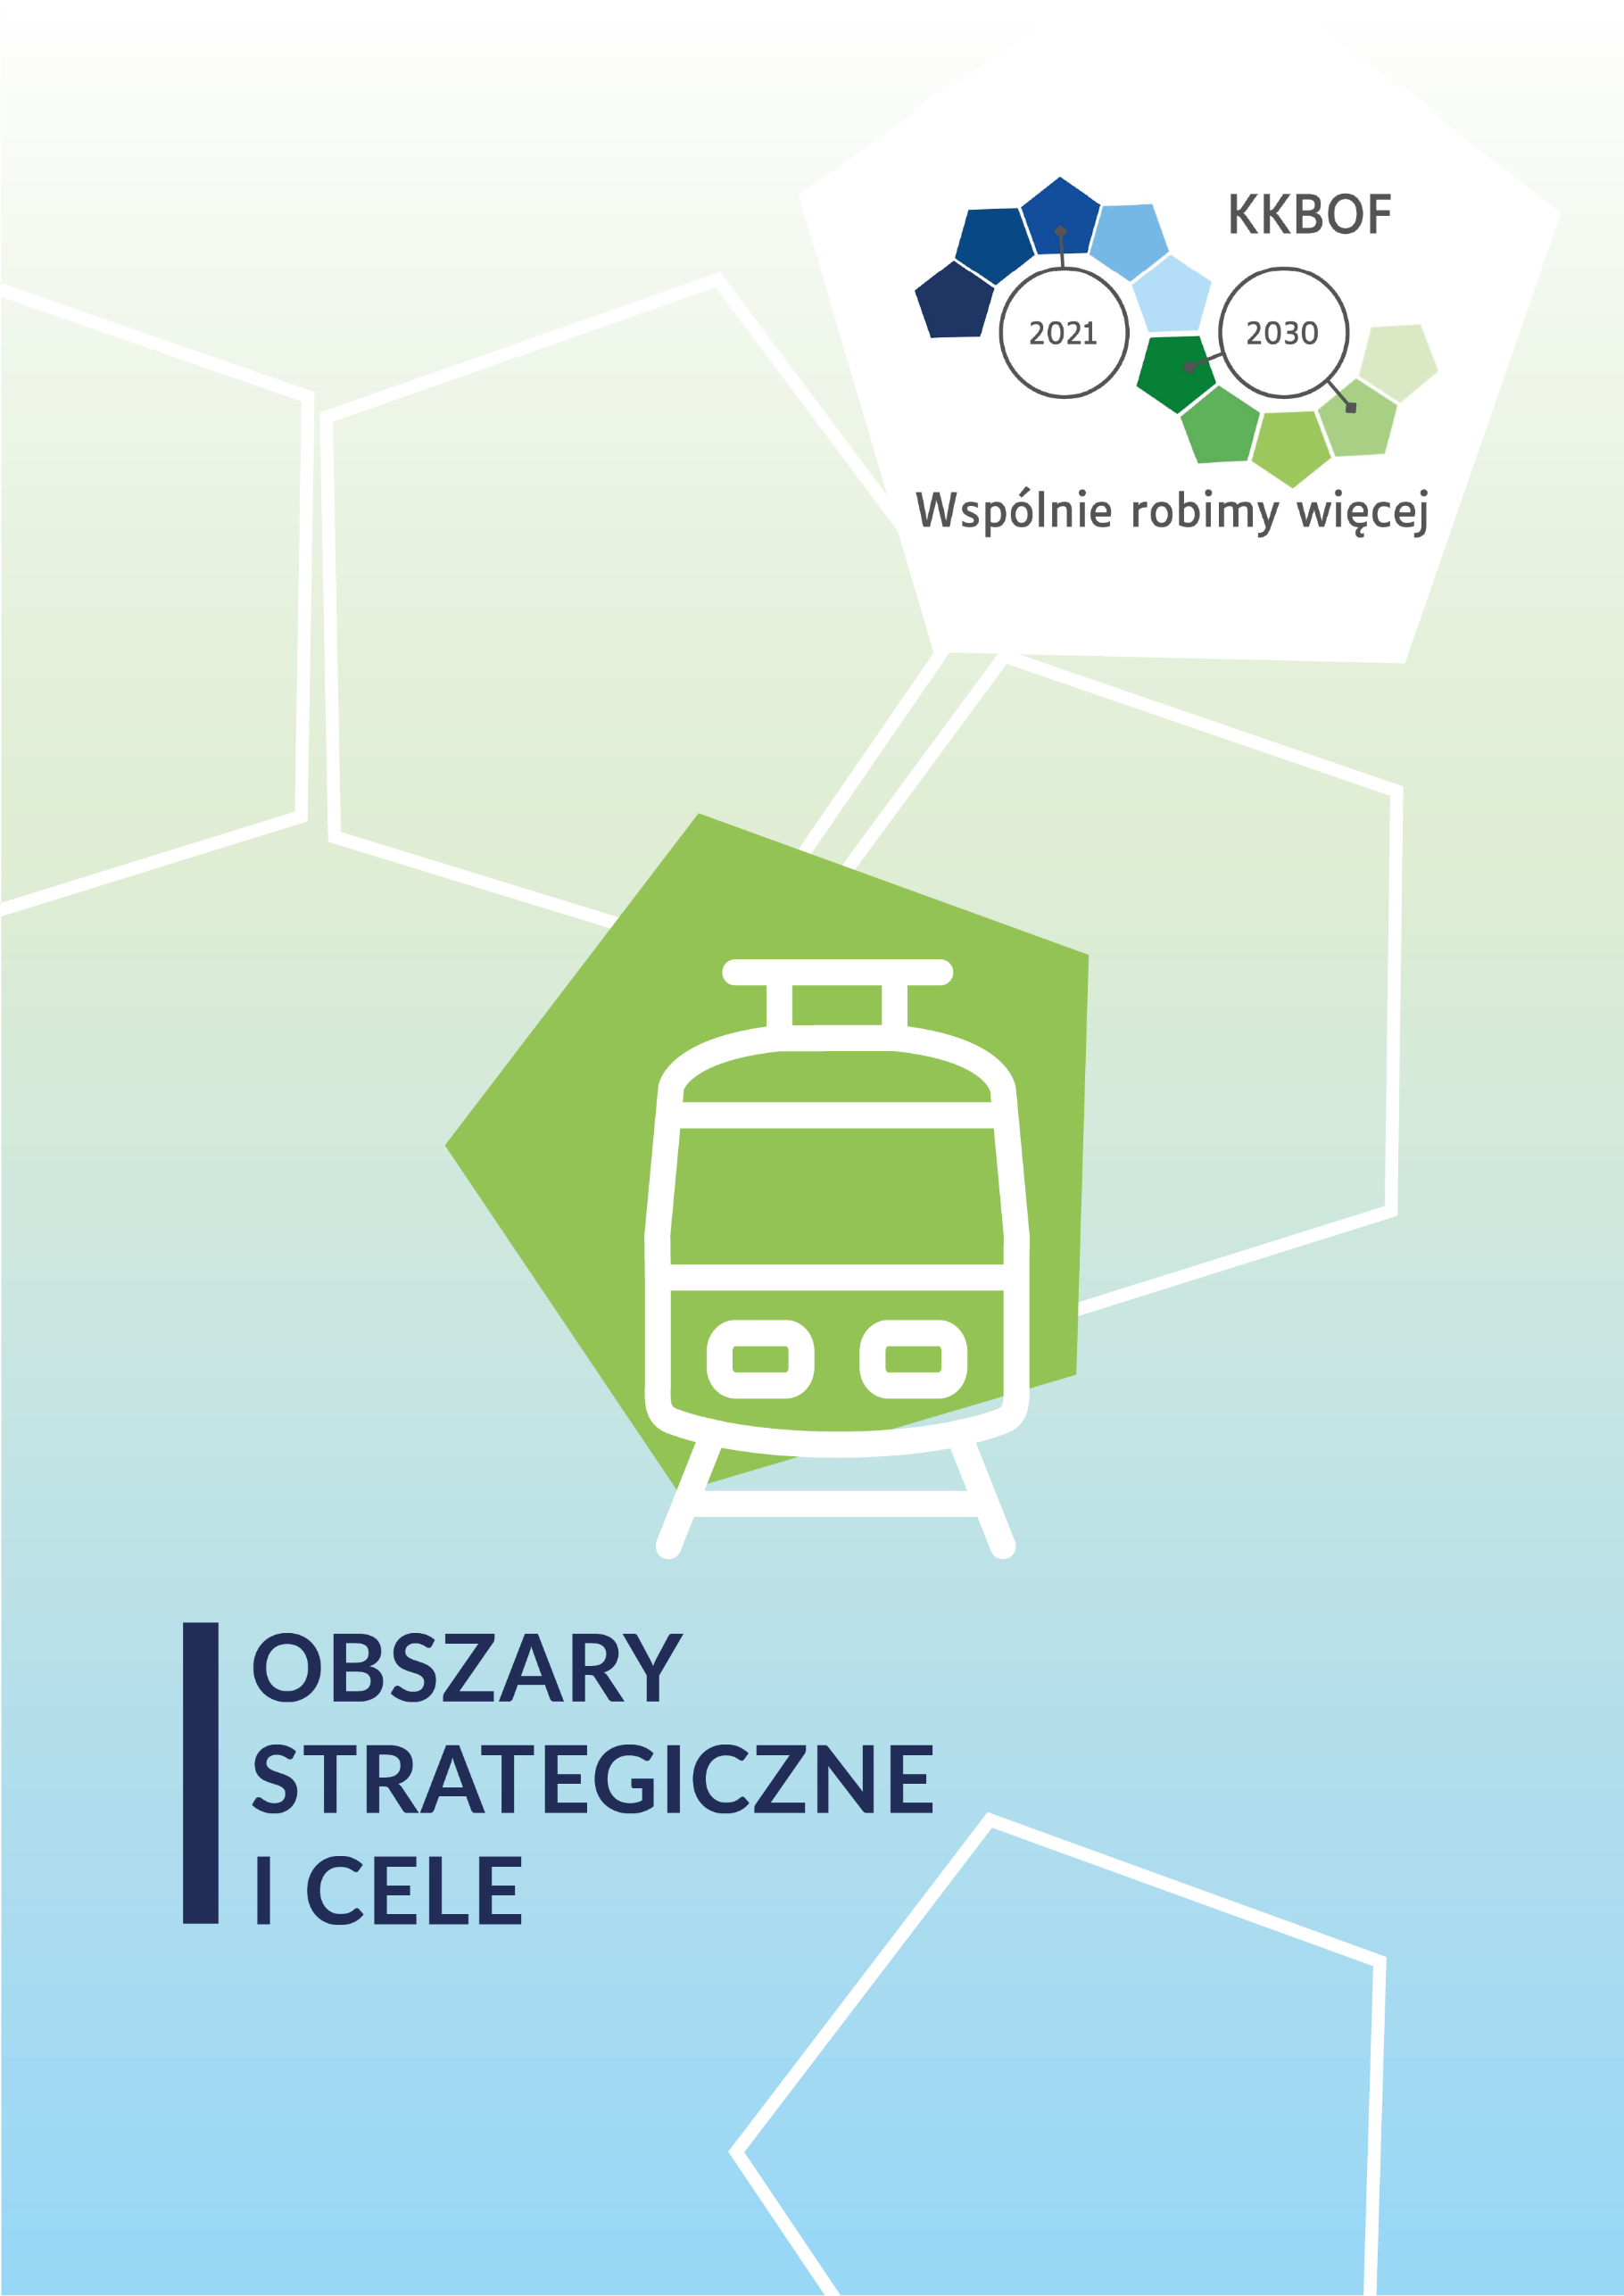 KKBOF
2021
2030
Wspólnie robimy więcej
OBSZARY
STRATEGICZNE
I CELE